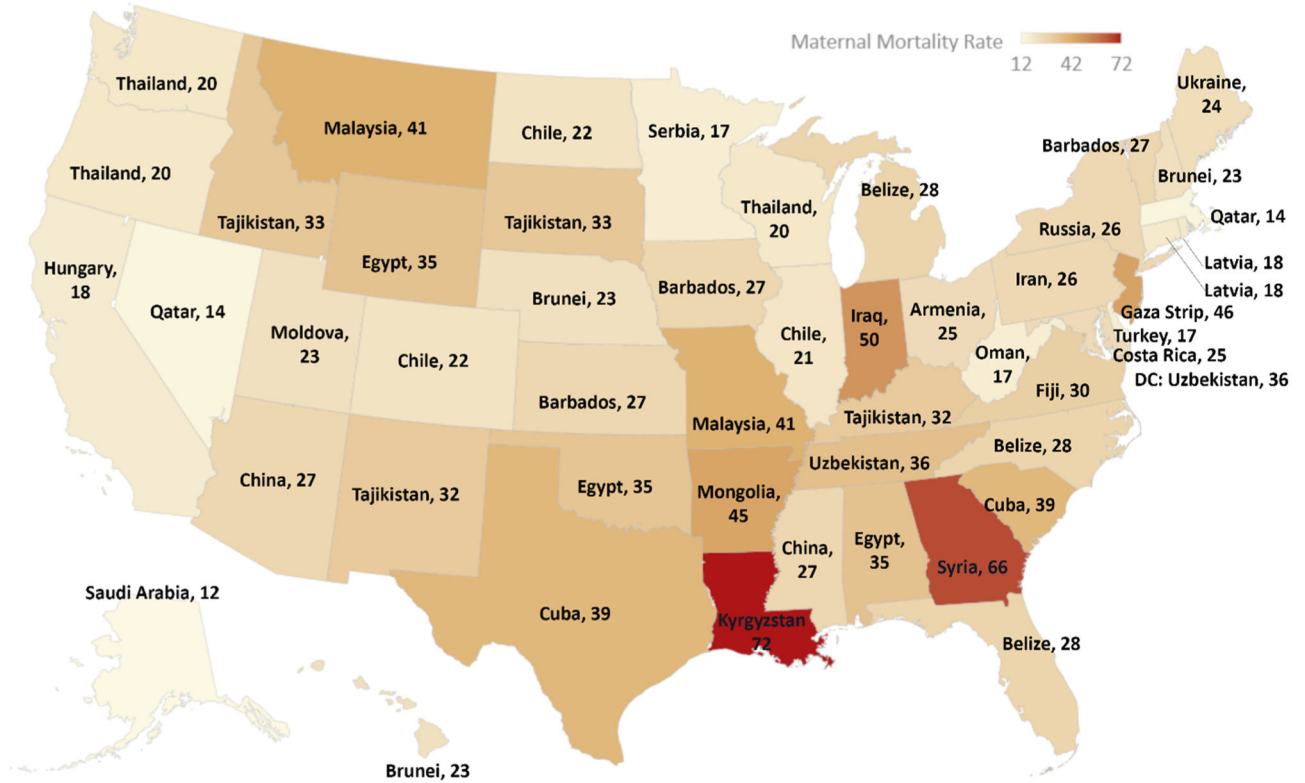 Maternal Mortality Rate
12 42 72
Thailand, 20
Malaysia, 41
Chile, 22
Serbia, 17
Ukraine,
24
Barbados, 27
Thailand, 20
Brunei, 23
Belize, 28
Tajikistan, 33
Tajikistan, 33
Thailand,
20
Qatar, 14
Russia, 26
Egypt, 35
Hungary,
18
Latvia, 18
Iran, 26
Barbados, 27
Latvia, 18
Brunei, 23
Qatar, 14
Iraq,
50
Armenia,
25
Gaza Strip, 46
Moldova,
23
Chile, 22
Chile,
21
Turkey, 17
Oman,
17
Costa Rica, 25
DC: Uzbekistan, 36
Fiji, 30
Barbados, 27
Malaysia, 41
Tajikistan, 32
Belize, 28
Uzbekistan, 36
China, 27
Tajikistan, 32
Egypt, 35
Mongolia,
45
Cuba, 39
China,
27
Egypt,
35
Syria, 66
Saudi Arabia, 12
Cuba, 39
Kyrgyzstan
72
Belize, 28
Brunei, 23